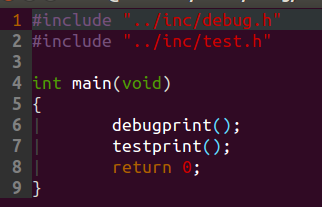 1 #include "../inc/debug.h"
2 #include "../inc/test.h"
3
4 int main(void)
5 {
6 |       debugprint();
7 |       testprint();
8 |       return 0;
9 }